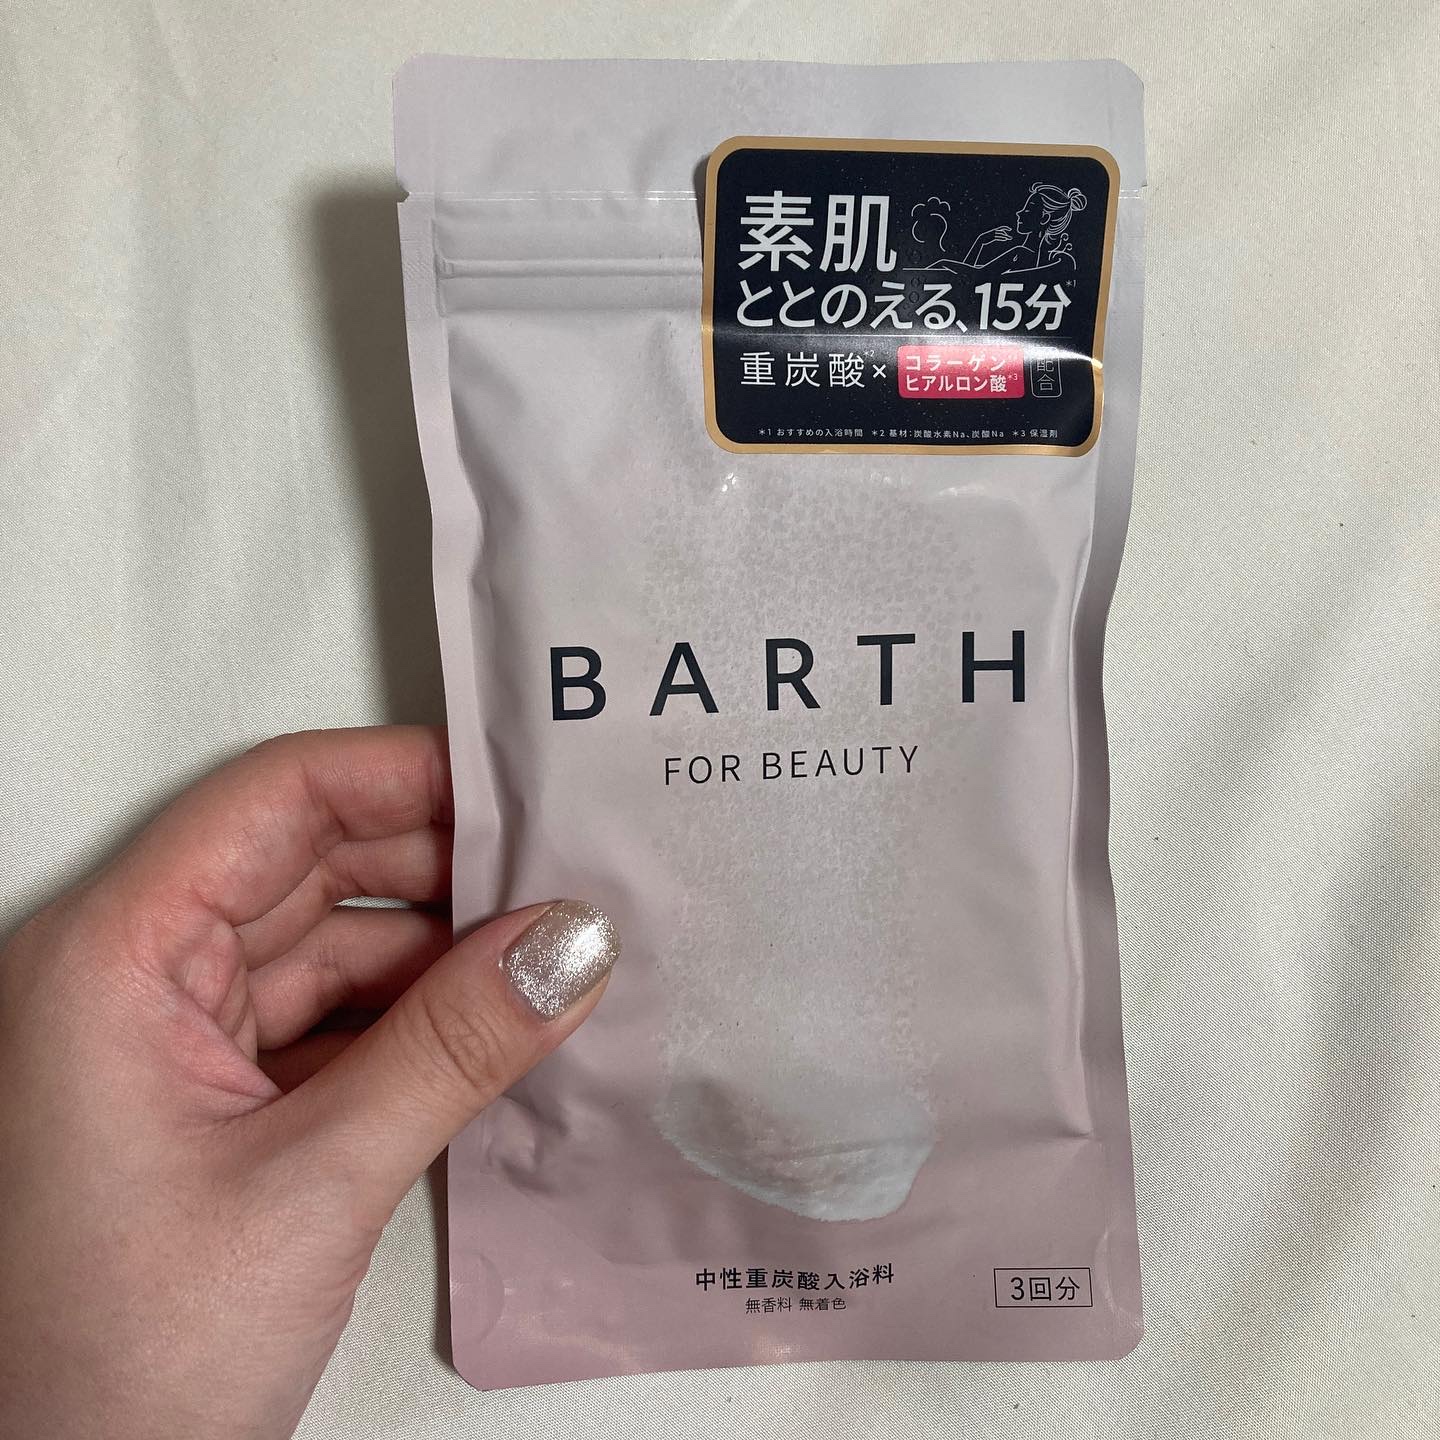 素肌
ととのえる、15分*1
重炭酸*2×
コラーゲン
ヒアルロン酸*3
配合
*1 おすすめの入浴時間 *2 基材:炭酸水素Na、炭酸Na *3 保湿剤
BARTH
FOR BEAUTY
中性重炭酸入浴料
無香料 無着色
3回分